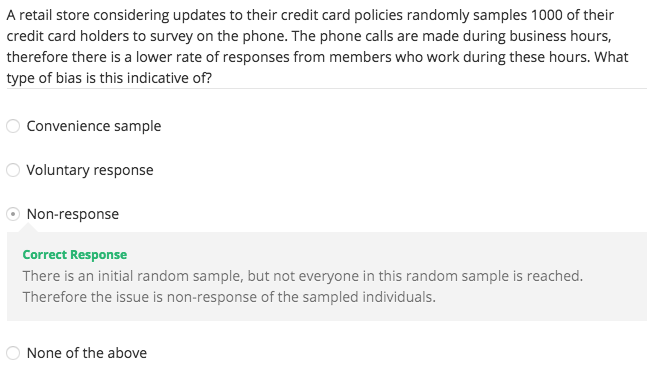 A retail store considering updates to their credit card policies randomly samples 1000 of their
credit card holders to survey on the phone. The phone calls are made during business hours,
therefore there is a lower rate of responses from members who work during these hours. What
type of bias is this indicative of?
Convenience sample
Voluntary response
Non-response
Correct Response
There is an initial random sample, but not everyone in this random sample is reached.
Therefore the issue is non-response of the sampled individuals.
None of the above